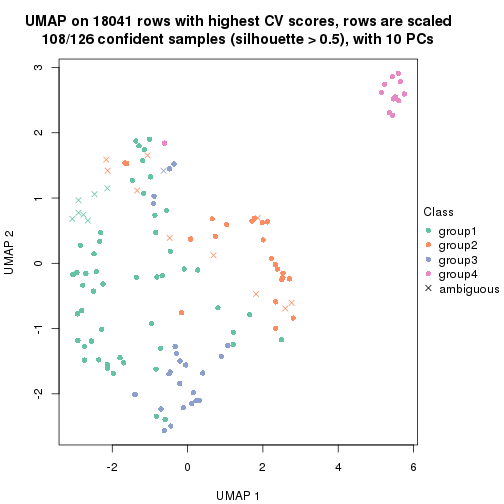 UMAP on 18041 rows with highest CV scores, rows are scaled
108/126 confident samples (silhouette > 0.5), with 10 PCs
3
2
1
0
-1
-2
UMAP 2
-2
0
2
4
6
UMAP 1
Class
group1
group2
group3
group4
ambiguous